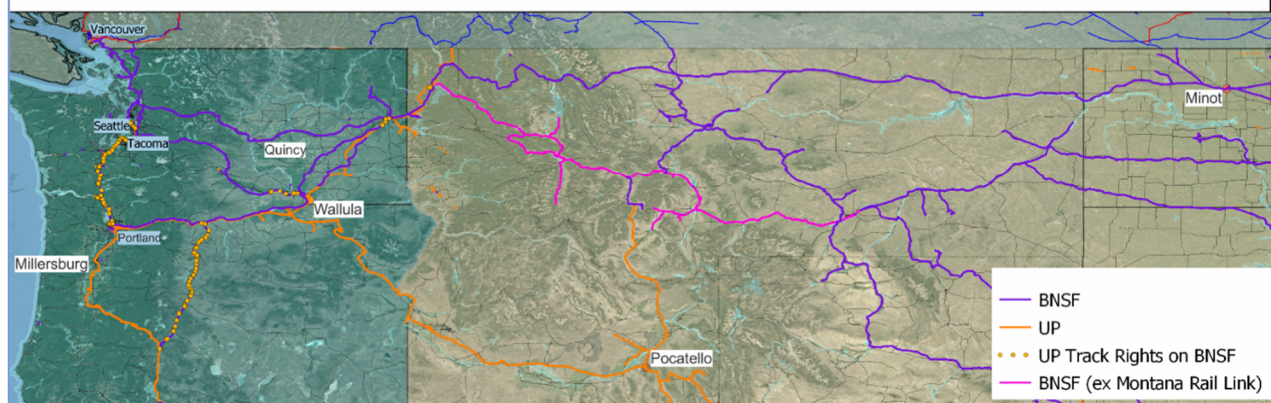 Vancouver
Minot
Seattle
Tacoma
Quincy
Wallula
Portland
Millersburg
Pocatello
BNSF
UP
UP Track Rights on BNSF
BNSF (ex Montana Rail Link)